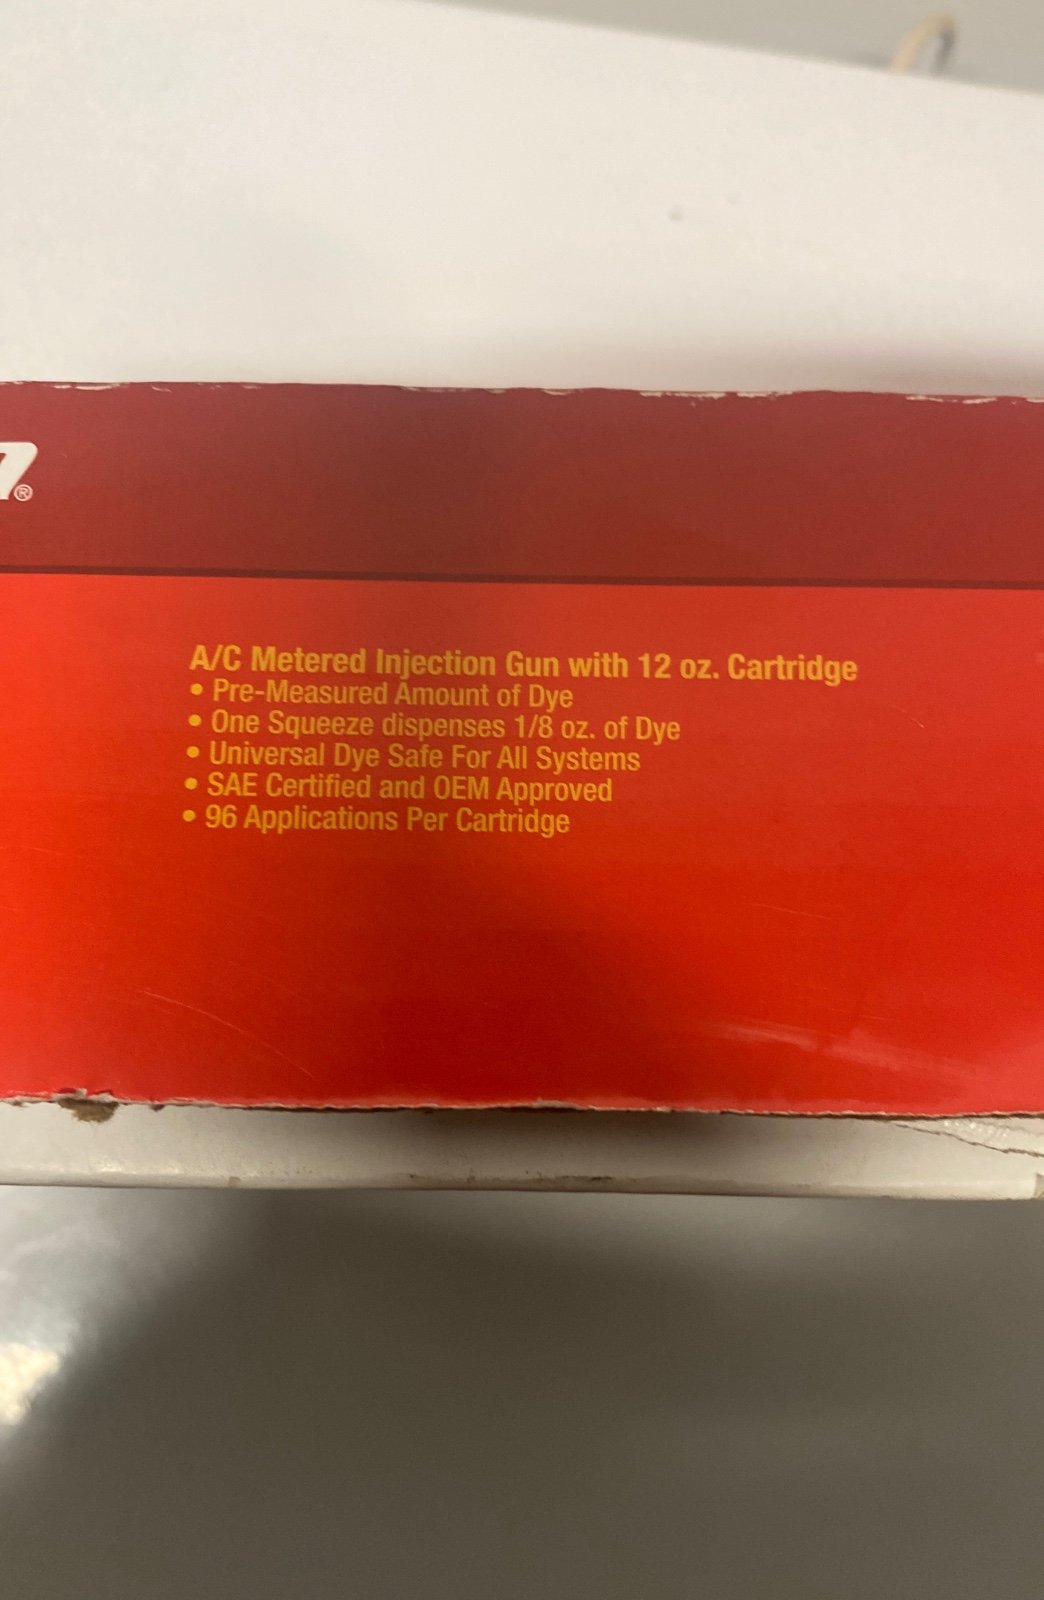 ®
A/C Metered Injection Gun with 12 oz. Cartridge
• Pre-Measured Amount of Dye
• One Squeeze dispenses 1/8 oz. of Dye
• Universal Dye Safe For All Systems
• SAE Certified and OEM Approved
• 96 Applications Per Cartridge